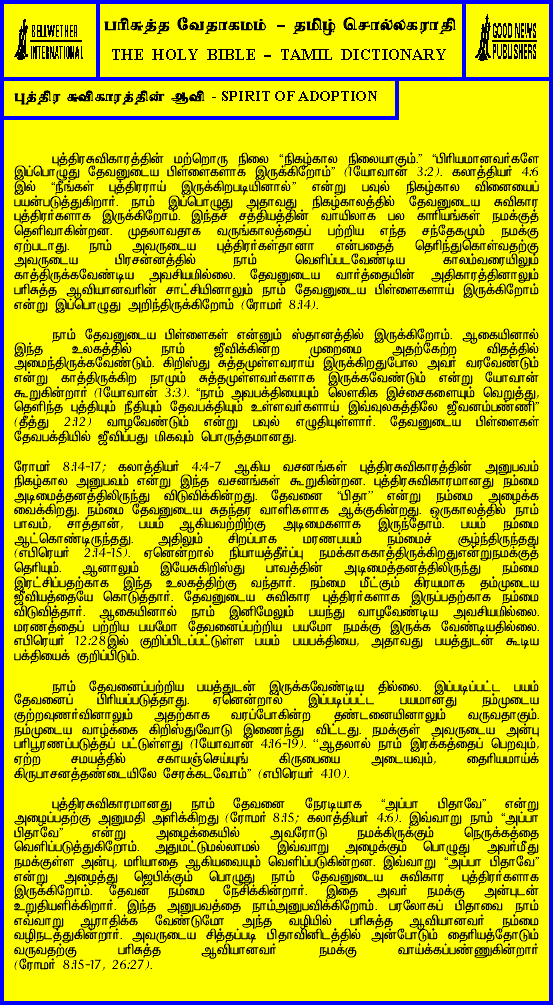 BELLWETHER
INTERNATIONAL
பரிசுத்த வேதாகமம் – தமிழ் சொல்லகராதி
THE HOLY BIBLE – TAMIL DICTIONARY
GOOD NEWS
PUBLISHERS
புத்திர சுவிகாரத்தின் ஆவி - SPIRIT OF ADOPTION
புத்திரசுவிகாரத்தின் மற்றொரு நிலை “நிகழ்கால நிலையாகும்.” “பிரியமானவர்களே
இப்பொழுது தேவனுடைய பிள்ளைகளாக இருக்கிறோம்” (1யோவான் 3:2). கலாத்தியர் 4:6
இல் “நீங்கள் புத்திரராய் இருக்கிறபடியினால்” என்று பவுல் நிகழ்கால வினையைப்
பயன்படுத்துகிறார். நாம் இப்பொழுது அதாவது நிகழ்காலத்தில் தேவனுடைய சுவிகார
புத்திரர்களாக இருக்கிறோம். இந்தச் சத்தியத்தின் வாயிலாக பல காரியங்கள் நமக்குத்
தெளிவாகின்றன. முதலாவதாக வருங்காலத்தைப் பற்றிய எந்த சந்தேகமும் நமக்கு
ஏற்படாது. நாம் அவருடைய புத்திரர்கள்தானா என்பதைத் தெரிந்துகொள்வதற்கு
அவருடைய பிரசன்னத்தில் நாம் வெளிப்படவேண்டிய காலம்வரையிலும்
காத்திருக்கவேண்டிய அவசியமில்லை. தேவனுடைய வார்த்தையின் அதிகாரத்தினாலும்
பரிசுத்த ஆவியானவரின் சாட்சியினாலும் நாம் தேவனுடைய பிள்ளைகளாய் இருக்கிறோம்
என்று இப்பொழுது அறிந்திருக்கிறோம் (ரோமர் 8:14).
நாம் தேவனுடைய பிள்ளைகள் என்னும் ஸ்தானத்தில் இருக்கிறோம். ஆகையினால்
இந்த உலகத்தில் நாம் ஜீவிக்கின்ற முறைமை அதற்கேற்ற விதத்தில்
அமைந்திருக்கவேண்டும். கிறிஸ்து சுத்தமுள்ளவராய் இருக்கிறதுபோல அவர் வரவேண்டும்
என்று காத்திருக்கிற நாமும் சுத்தமுள்ளவர்களாக இருக்கவேண்டும் என்று யோவான்
கூறுகின்றார் (1யோவான் 3:3). “நாம் அவபக்தியையும் லௌகிக இச்சைகளையும் வெறுத்து,
தெளிந்த புத்தியும் நீதியும் தேவபக்தியும் உள்ளவர்களாய் இவ்வுலகத்திலே ஜீவனம்பண்ணி”
(தீத்து 2:12) வாழவேண்டும் என்று பவுல் எழுதியுள்ளார். தேவனுடைய பிள்ளைகள்
தேவபக்தியில் ஜீவிப்பது மிகவும் பொருத்தமானது.
ரோமர் 8:14-17; கலாத்தியர் 4:4-7 ஆகிய வசனங்கள் புத்திரசுவிகாரத்தின் அனுபவம்
நிகழ்கால அனுபவம் என்று இந்த வசனங்கள் கூறுகின்றன. புத்திரசுவிகாரமானது நம்மை
அடிமைத்தனத்திலிருந்து விடுவிக்கின்றது. தேவனை “பிதா” என்று நம்மை அழைக்க
வைக்கிறது. நம்மை தேவனுடைய சுதந்தர வாளிகளாக ஆக்குகின்றது. ஒருகாலத்தில் நாம்
பாவம், சாத்தான், பயம் ஆகியவற்றிற்கு அடிமைகளாக இருந்தோம். பயம் நம்மை
ஆட்கொண்டிருந்தது. அதிலும் சிறப்பாக மரணபயம் நம்மைச் சூழ்ந்திருந்தது
(எபிரெயர் 2:14-15). ஏனென்றால் நியாயத்தீர்ப்பு நமக்காககாத்திருக்கிறதுஎன்றுநமக்குத்
தெரியும். ஆனாலும் இயேசுகிறிஸ்து பாவத்தின் அடிமைத்தனத்திலிருந்து நம்மை
இரட்சிப்பதற்காக இந்த உலகத்திற்கு வந்தார். நம்மை மீட்கும் கிரயமாக தம்முடைய
ஜீவியத்தையே கொடுத்தார். தேவனுடைய சுவிகார புத்திரர்களாக இருப்பதற்காக நம்மை
விடுவித்தார். ஆகையினால் நாம் இனிமேலும் பயந்து வாழவேண்டிய அவசியமில்லை.
மரணத்தைப் பற்றிய பயமோ தேவனைப்பற்றிய பயமோ நமக்கு இருக்க வேண்டியதில்லை.
எபிரெயர் 12:28இல் குறிப்பிடப்பட்டுள்ள பயம் பயபக்தியை, அதாவது பயத்துடன் கூடிய
பக்தியைக் குறிப்பிடும்.
நாம் தேவனைப்பற்றிய பயத்துடன் இருக்கவேண்டிய தில்லை. இப்படிப்பட்ட பயம்
தேவனைப் பிரியப்படுத்தாது. ஏனென்றால் இப்படிப்பட்ட பயமானது நம்முடைய
குற்றவுணர்வினாலும் அதற்காக வரப்போகின்ற தண்டனையினாலும் வருவதாகும்.
நம்முடைய வாழ்க்கை கிறிஸ்துவோடு இணைந்து விட்டது. நமக்குள் அவருடைய அன்பு
பரிபூரணப்படுத்தப் பட்டுள்ளது (1யோவான் 4:16-19). “ஆதலால் நாம் இரக்கத்தைப் பெறவும்,
ஏற்ற சமயத்தில் சகாயஞ்செய்யுங் கிருபையை அடையவும், தைரியமாய்க்
கிருபாசனத்தண்டையிலே சேரக்கடவோம்” (எபிரெயர் 4:10).
புத்திரசுவிகாரமானது நாம் தேவனை நேரடியாக “அப்பா பிதாவே” என்று
அழைப்பதற்கு அனுமதி அளிக்கிறது (ரோமர் 8:15; கலாத்தியர் 4:6). இவ்வாறு நாம் “அப்பா
பிதாவே” என்று அழைக்கையில் அவரோடு நமக்கிருக்கும் நெருக்கத்தை
வெளிப்படுத்துகிறோம். அதுமட்டுமல்லாமல் இவ்வாறு அழைக்கும் பொழுது அவர்மீது
நமக்குள்ள அன்பு, மரியாதை ஆகியவையும் வெளிப்படுகின்றன. இவ்வாறு “அப்பா பிதாவே”
என்று அழைத்து ஜெபிக்கும் பொழுது நாம் தேவனுடைய சுவிகார புத்திரர்களாக
இருக்கிறோம். தேவன் நம்மை நேசிக்கின்றார். இதை அவர் நமக்கு அன்புடன்
உறுதியளிக்கிறார். இந்த அனுபவத்தை நாம்அனுபவிக்கிறோம். பரலோகப் பிதாவை நாம்
எவ்வாறு ஆராதிக்க வேண்டுமோ அந்த வழியில் பரிசுத்த ஆவியானவர் நம்மை
வழிநடத்துகின்றார். அவருடைய சித்தப்படி பிதாவினிடத்தில் அன்போடும் தைரியத்தோடும்
வருவதற்கு பரிசுத்த ஆவியானவர் நமக்கு வாய்க்கப்பண்ணுகின்றார்
(ரோமர் 8:15-17, 26:27).